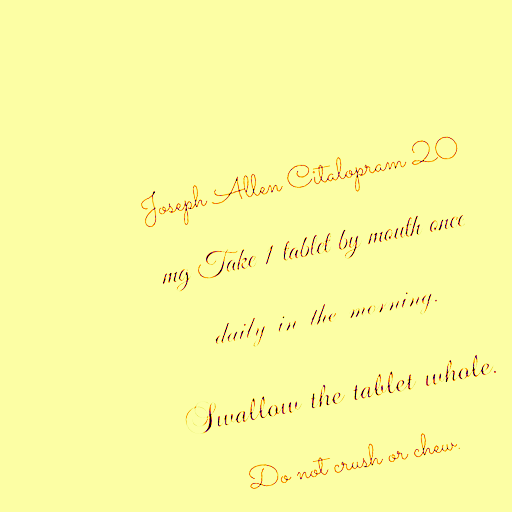 Joseph Allen Citalopram 20
mg Take 1 tablet by mouth once
daily in the morning.
Swallow the tablet whole.
Do not crush or chew.